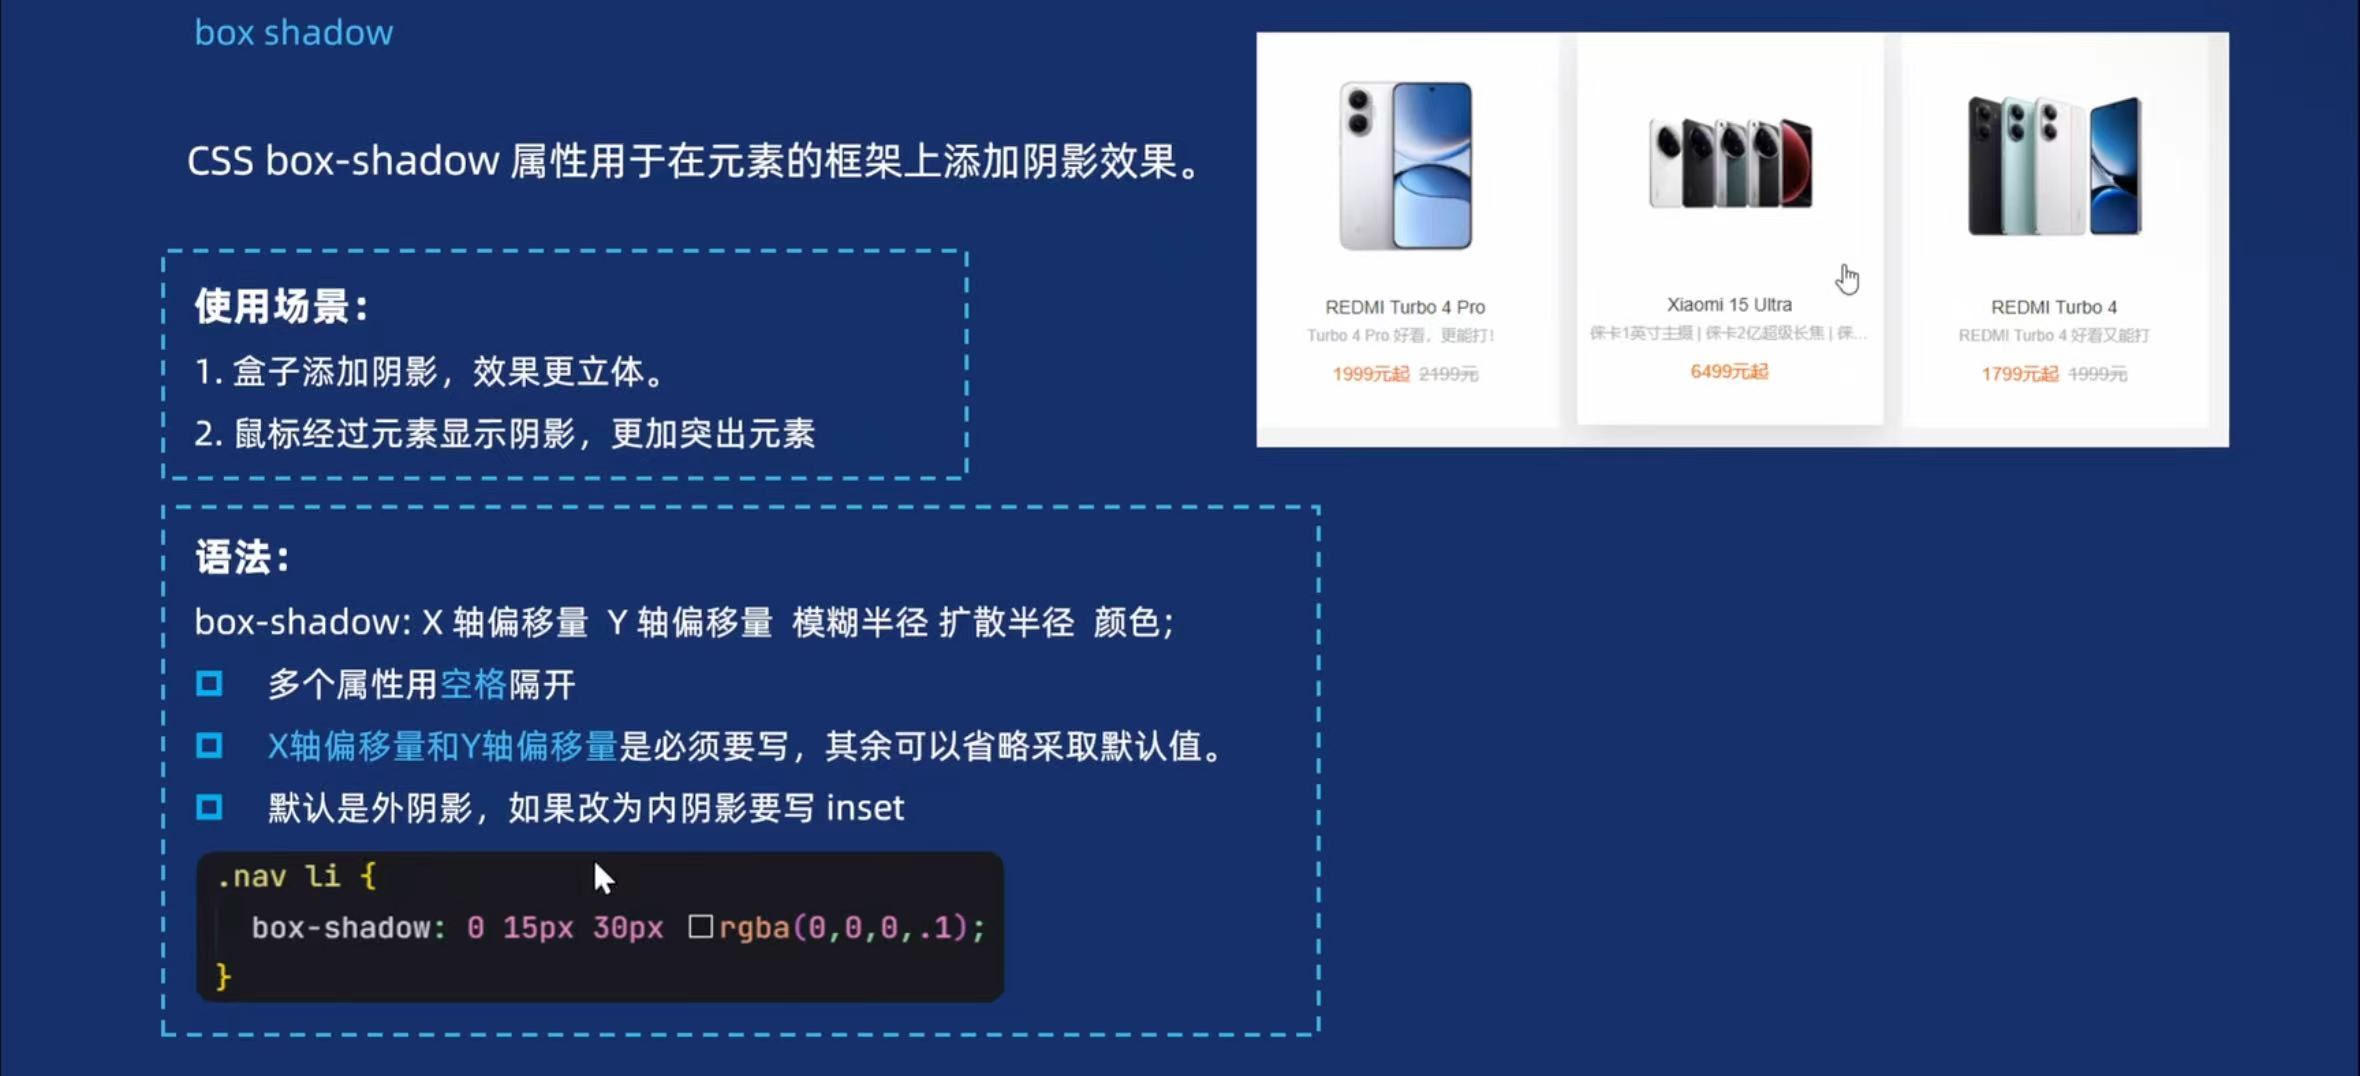 box shadow
CSS box-shadow 属性用于在元素的框架上添加阴影效果。
使用场景：
1. 盒子添加阴影，效果更立体。
2. 鼠标经过元素显示阴影，更加突出元素
REDMI Turbo 4 Pro
Turbo 4 Pro 好看，更能打！
1999元起 2199元
Xiaomi 15 Ultra
徕卡1英寸主摄 | 徕卡2亿超级长焦 | 徕...
6499元起
REDMI Turbo 4
REDMI Turbo 4 好看又能打
1799元起 1999元
语法：
box-shadow: X 轴偏移量 Y 轴偏移量 模糊半径 扩散半径 颜色;
多个属性用空格隔开
X轴偏移量和Y轴偏移量是必须要写，其余可以省略采取默认值。
默认是外阴影，如果改为内阴影要写 inset
.nav li {
box-shadow: 0 15px 30px rgba(0,0,0,.1);
}